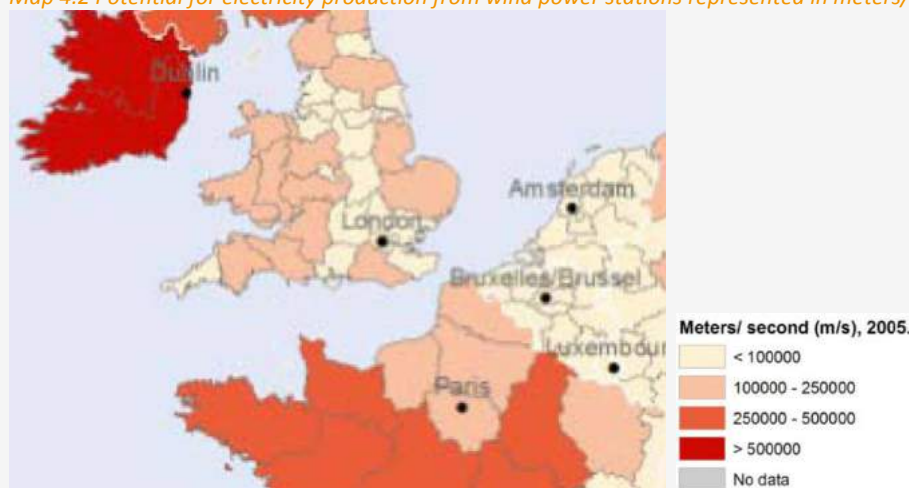 Map 4.2 Potential for electricity production from wind power stations represented in meters/
Dublin
Amsterdam
London
Bruxelles/Brussel
Luxembour
Paris
Meters/ second (m/s), 2005.
< 100000
100000 - 250000
250000 - 500000
> 500000
No data